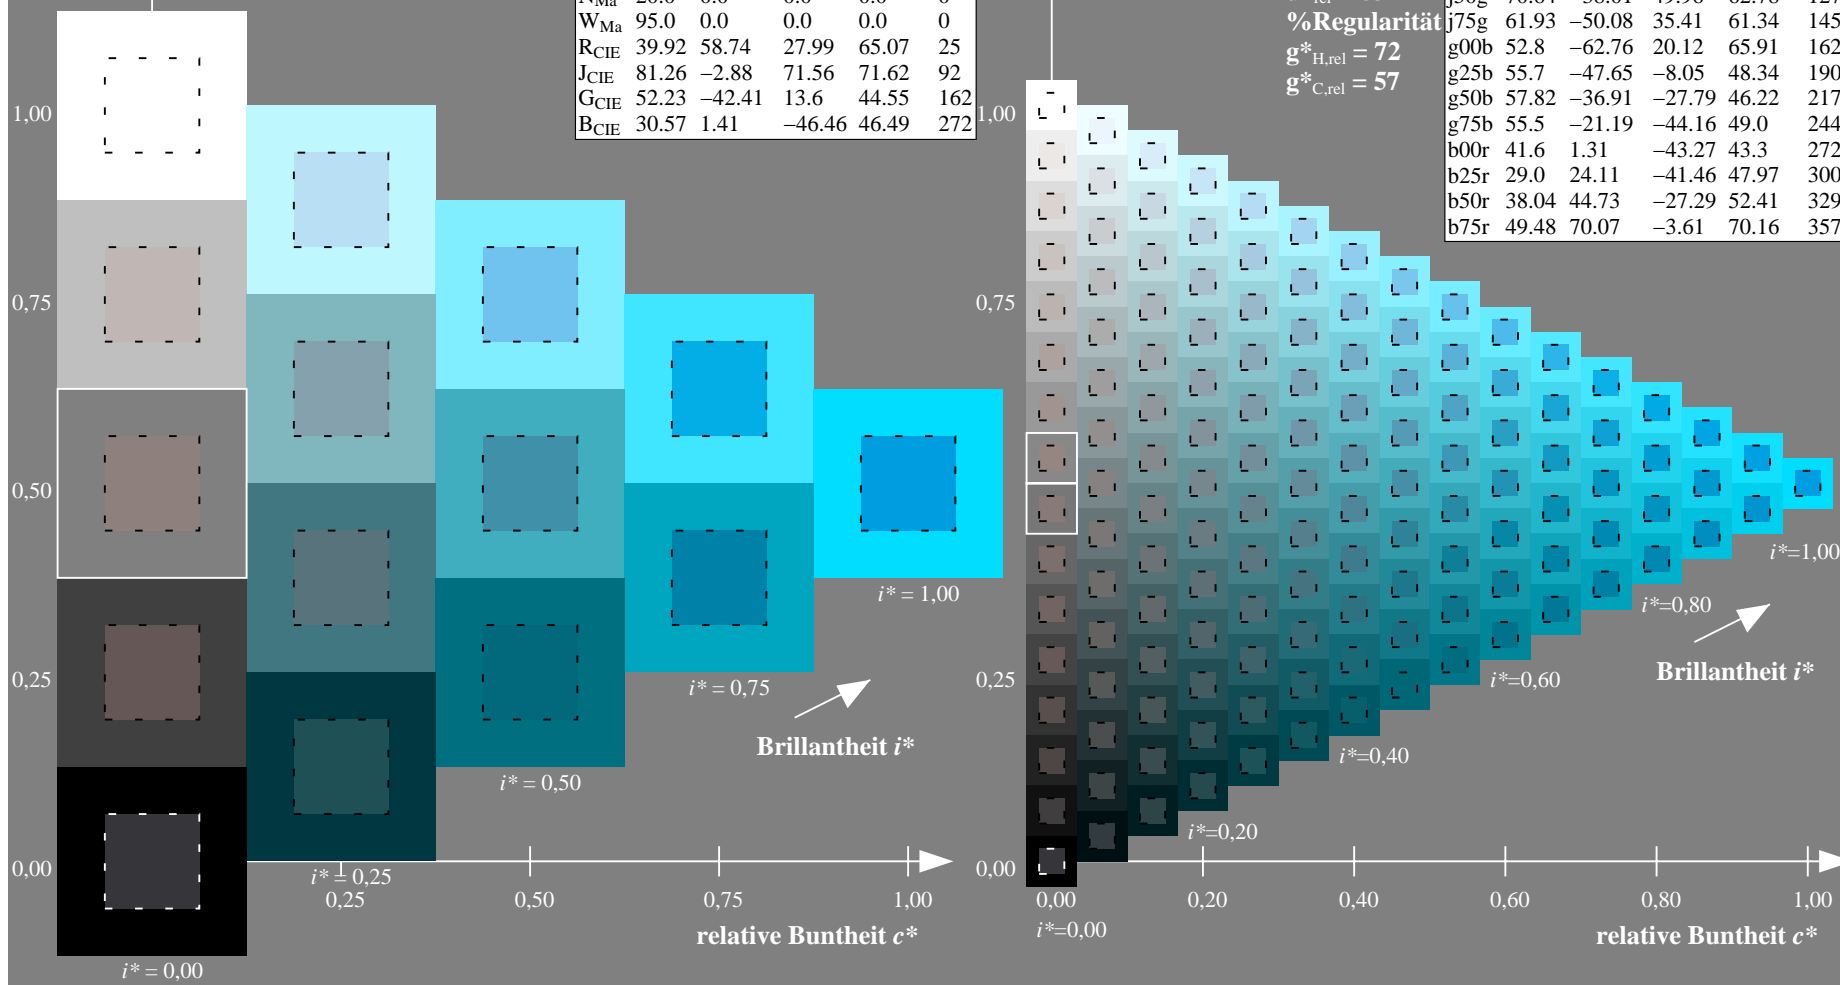 W_Ma 95.0 0.0 0.0 0.0 0
R_CIE 39.92 58.74 27.99 65.07 25
J_CIE 81.26 −2.88 71.56 71.62 92
G_CIE 52.23 −42.41 13.6 44.55 162
B_CIE 30.57 1.41 −46.46 46.49 272
1,00
0,75
0,50
0,25
0,00
i* = 1,00
i* = 0,75
i* = 0,50
i* = 0,25
i* = 0,00
Brillantheit i*
0,25 0,50 0,75 1,00
relative Buntheit c*
%Regularität
g*H,rel = 72
g*C,rel = 57
j75g 61.93 −50.08 35.41 61.34 145
g00b 52.8 −62.76 20.12 65.91 162
g25b 55.7 −47.65 −8.05 48.34 190
g50b 57.82 −36.91 −27.79 46.22 217
g75b 55.5 −21.19 −44.16 49.0 244
b00r 41.6 1.31 −43.27 43.3 272
b25r 29.0 24.11 −41.46 47.97 300
b50r 38.04 44.73 −27.29 52.41 329
b75r 49.48 70.07 −3.61 70.16 357
1,00
0,75
0,25
0,00
i*=1,00
i*=0,80
i*=0,60
i*=0,40
i*=0,20
Brillantheit i*
0,00 0,20 0,40 0,60 0,80 1,00
i*=0,00
relative Buntheit c*